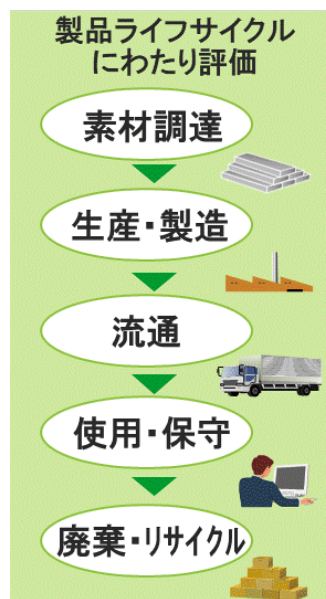 製品ライフサイクル
にわたり評価
素材調達
生産・製造
流通
使用・保守
廃棄・リサイクル